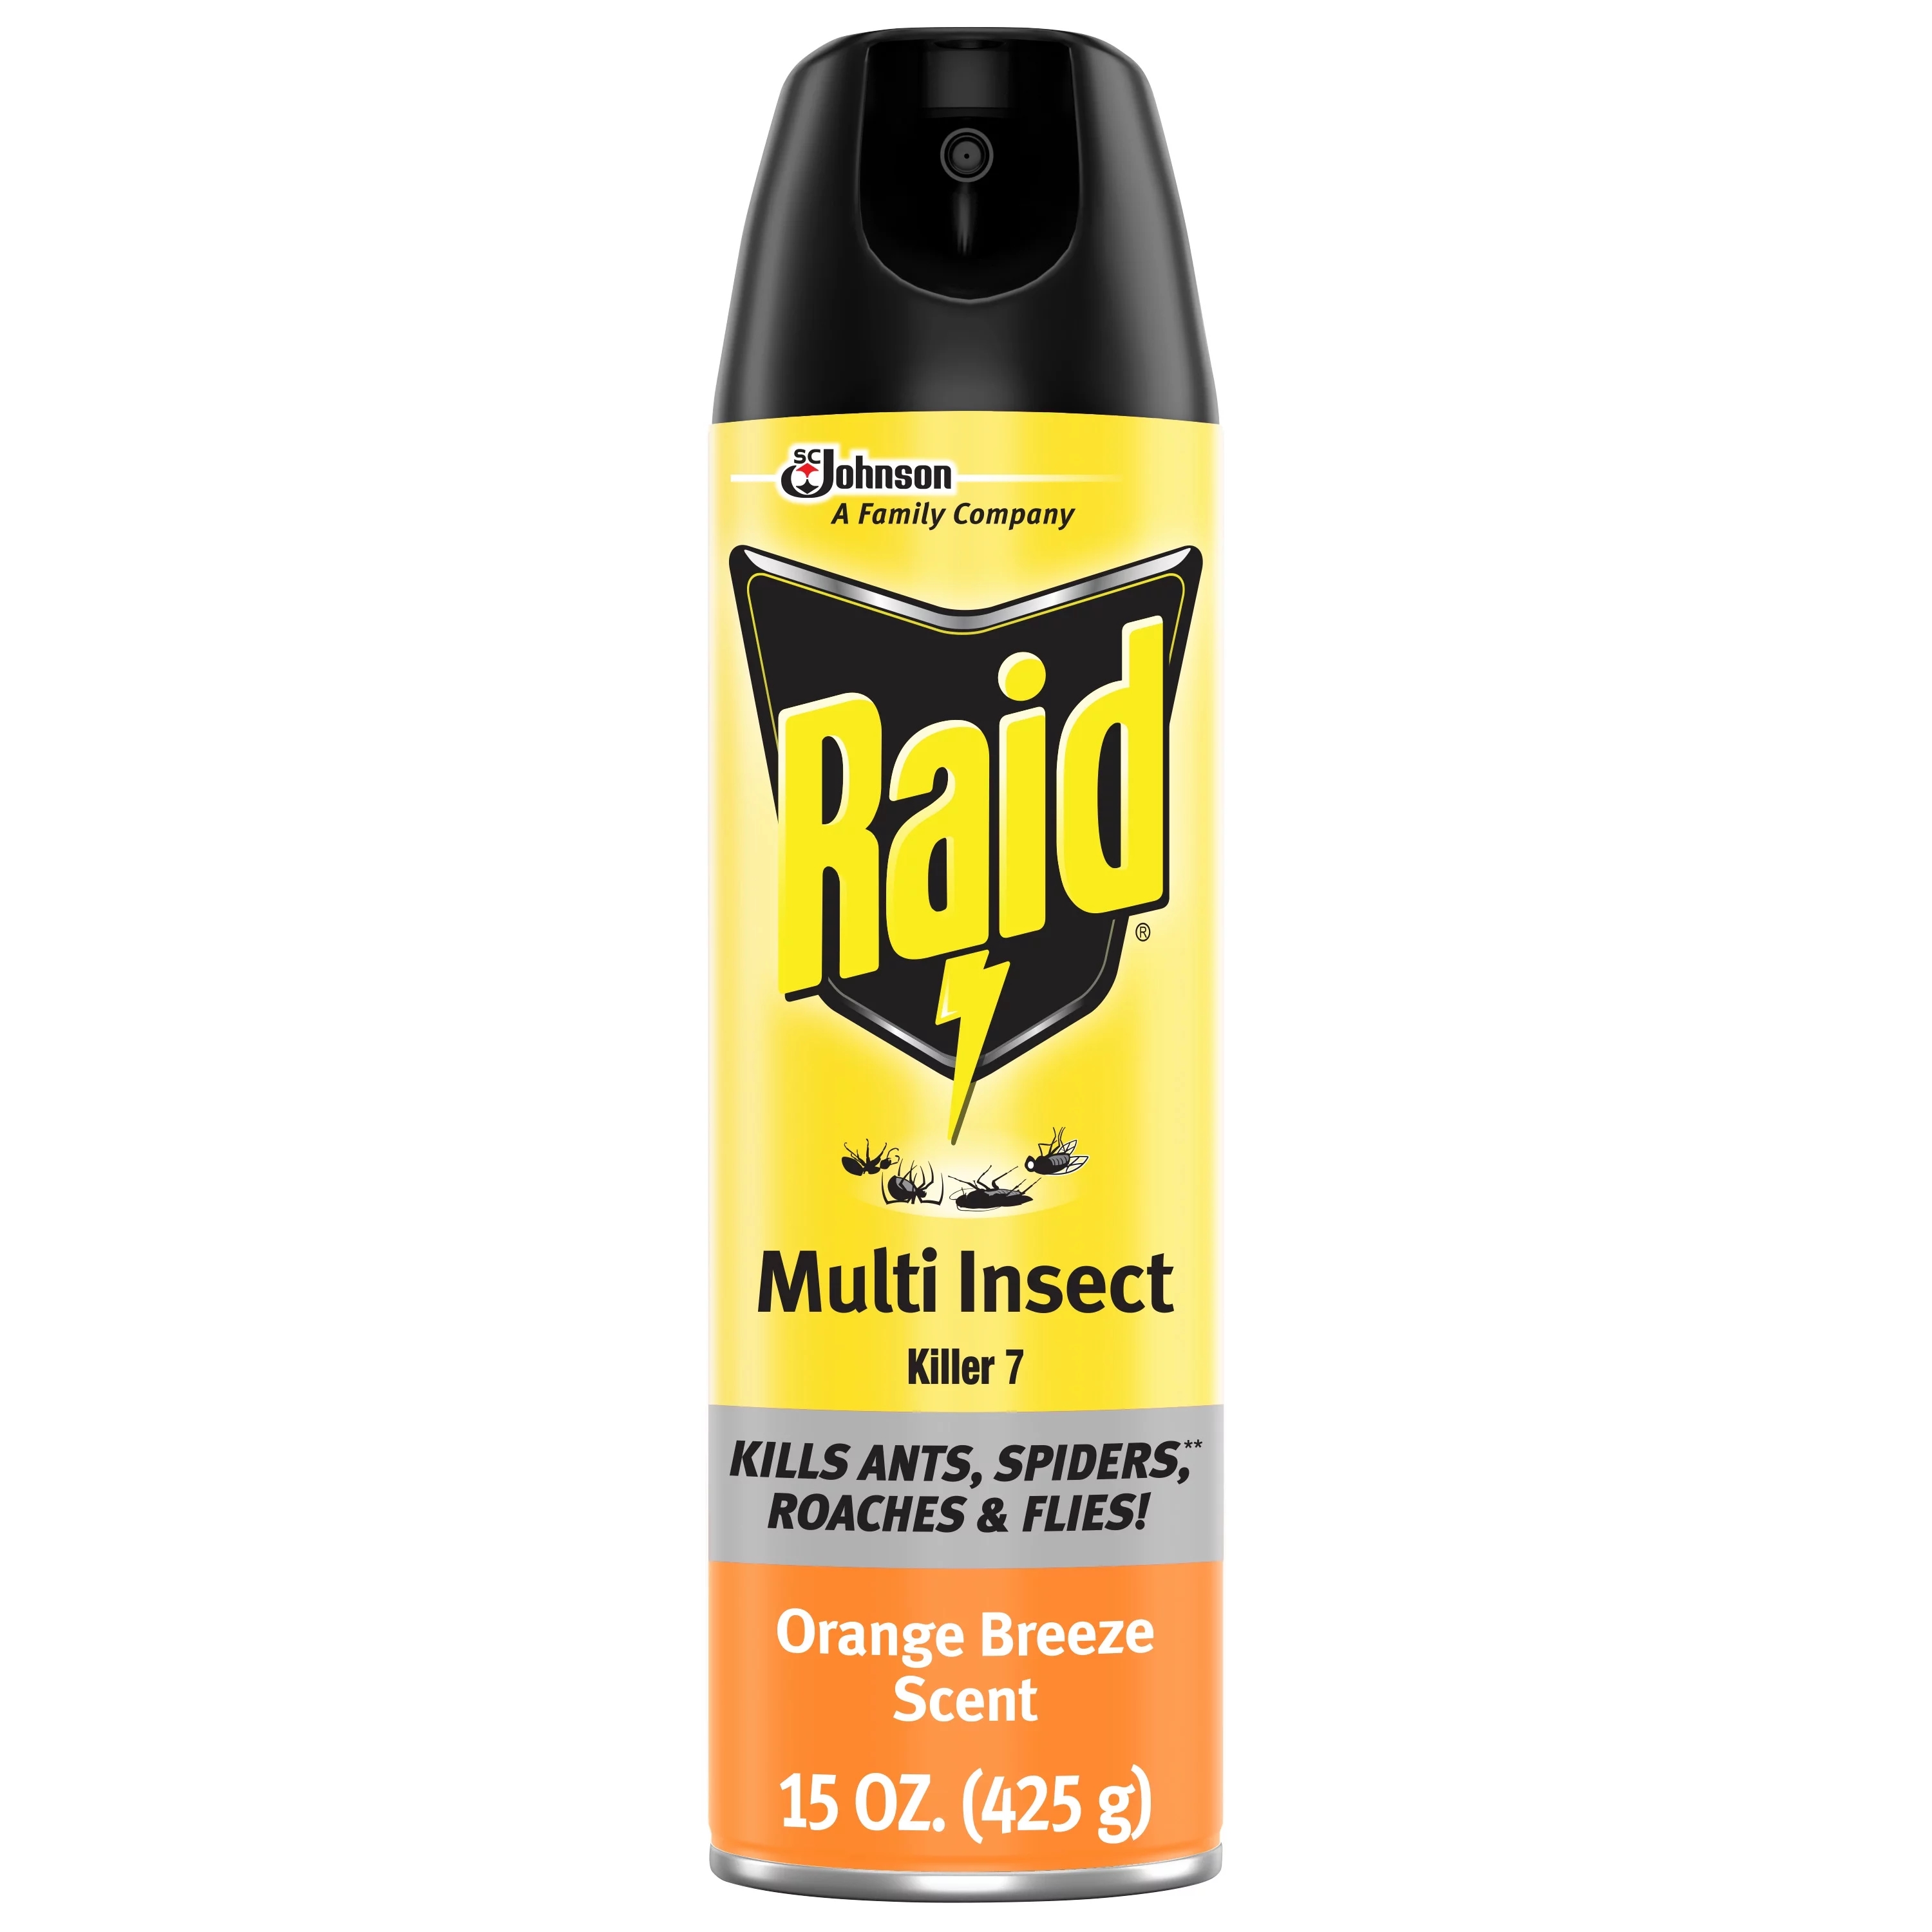 SC Johnson
A Family Company
Raid
®
Multi Insect
Killer 7
KILLS ANTS, SPIDERS,**
ROACHES & FLIES!
Orange Breeze
Scent
15 OZ. (425 g)